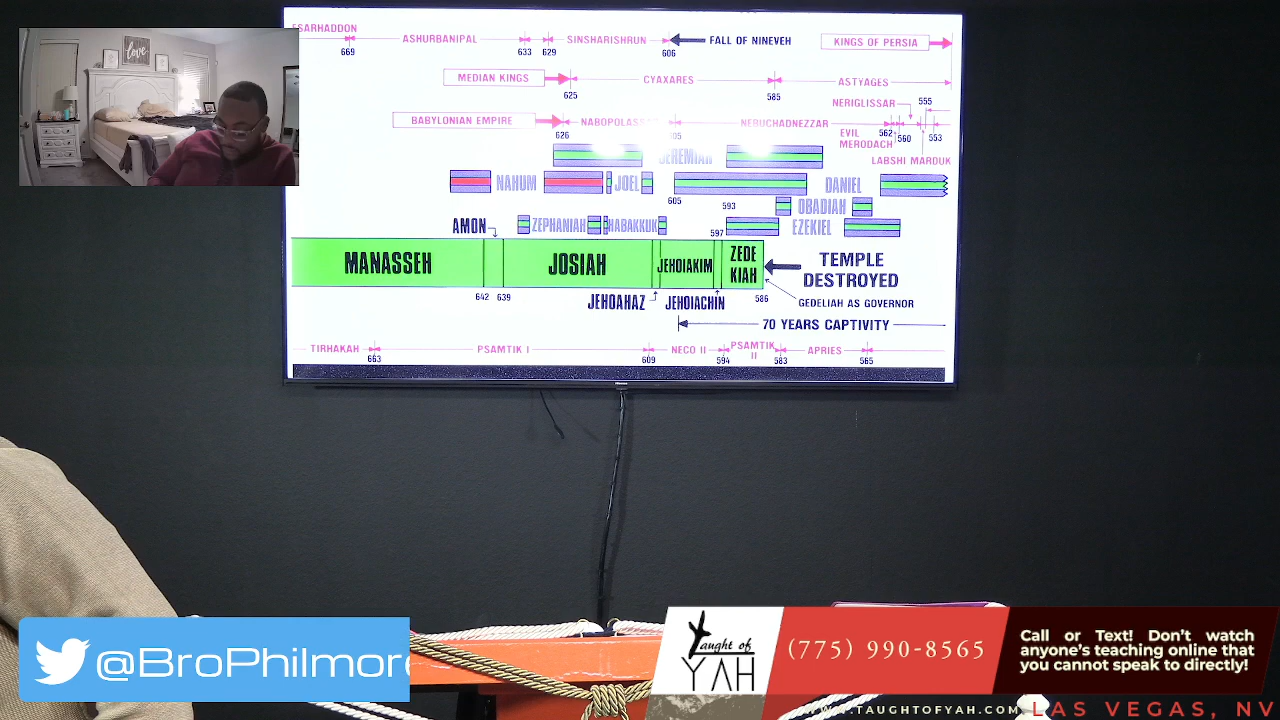 ESARHADDON
669
ASHURBANIPAL
633
629
SINSHARISHRUN
606
FALL OF NINEVEH
KINGS OF PERSIA
MEDIAN KINGS
625
CYAXARES
585
ASTYAGES
BABYLONIAN EMPIRE
626
NEBUCHADNEZZAR
EVIL
MERODACH
562
560
NERIGLISSAR
555
553
LABSHI MARDUK
JEREMIAH
NAHUM
JOEL
605
593
DANIEL
OBADIAH
ZEPHANIAH
HABAKKUK
597
EZEKIEL
AMON
MANASSEH
JOSIAH
JEHOIAKIM
ZEDE
KIAH
TEMPLE
DESTROYED
642
639
JEHOAHAZ
JEHOIACHIN
586
GEDELIAH AS GOVERNOR
70 YEARS CAPTIVITY
TIRHAKAH
663
PSAMTIK I
609
NECO II
594
PSAMTIK
II
583
APRIES
565
love
Hisense
@BroPhilmor
Taught of
YAH
(775) 990-8565
Call or Text! Don't watch
anyone's teaching online that
you cannot speak to directly!
WWW.TAUGHTOFYAH.COM
LAS VEGAS, NV